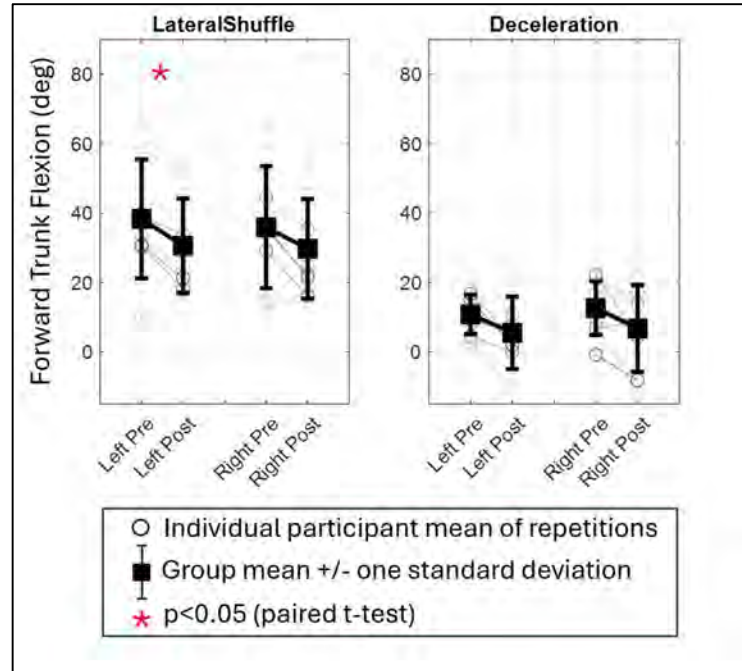 LateralShuffle
Deceleration
Forward Trunk Flexion (deg)
80
60
40
20
0
80
60
40
20
0
Left Pre
Left Post
Right Pre
Right Post
Left Pre
Left Post
Right Pre
Right Post
Individual participant mean of repetitions
Group mean +/- one standard deviation
* p<0.05 (paired t-test)